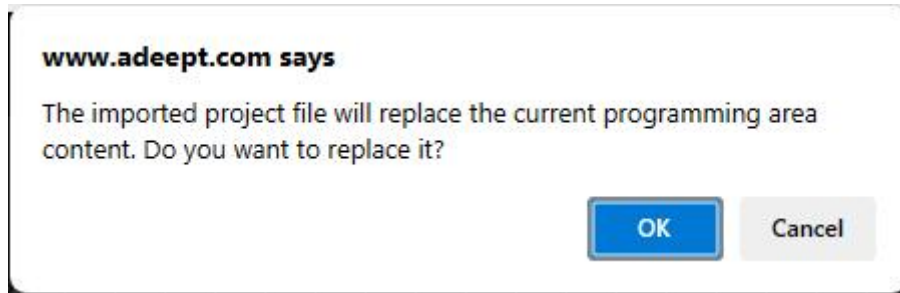 www.adeept.com says
The imported project file will replace the current programming area
content. Do you want to replace it?
OK
Cancel